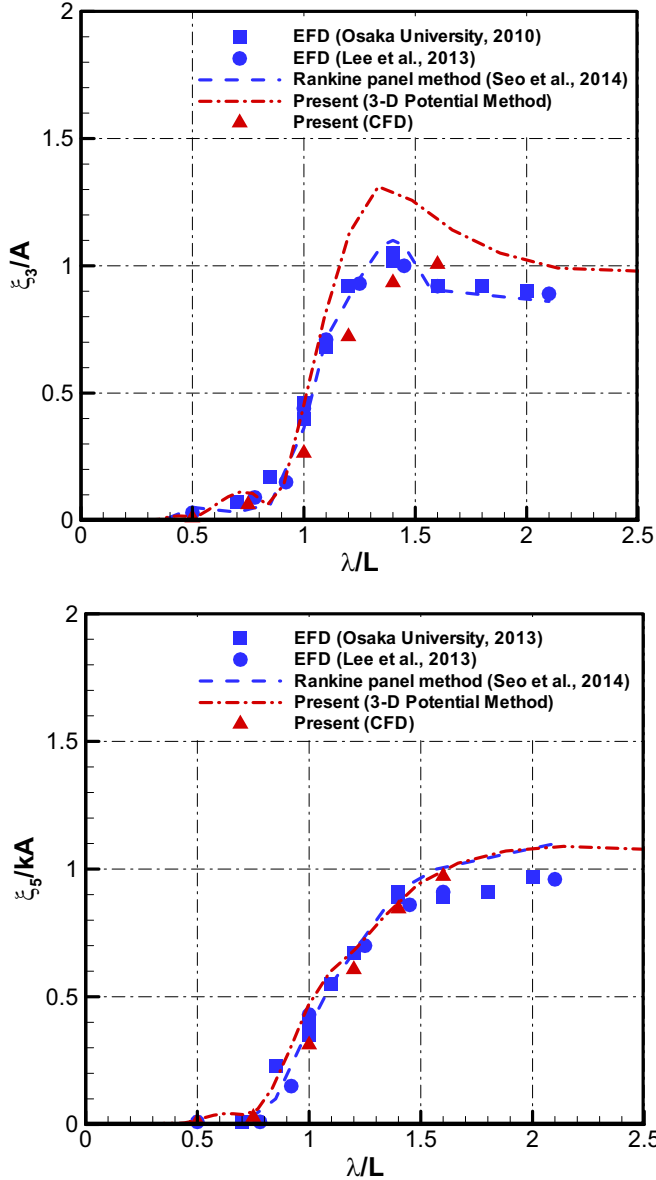 2
EFD (Osaka University, 2010)
EFD (Lee et al., 2013)
Rankine panel method (Seo et al., 2014)
Present (3-D Potential Method)
Present (CFD)
1.5
ξ3/A
1
0.5
0
0 0.5 1 1.5 2 2.5
λ/L
2
EFD (Osaka University, 2013)
EFD (Lee et al., 2013)
Rankine panel method (Seo et al., 2014)
Present (3-D Potential Method)
Present (CFD)
1.5
ξ5/kA
1
0.5
0
0 0.5 1 1.5 2 2.5
λ/L